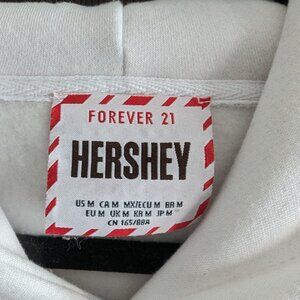 FOREVER 21
HERSHEY
US M CA M MX/ECU M BR M
EU M UK M KR M JP M
CN 165/88A